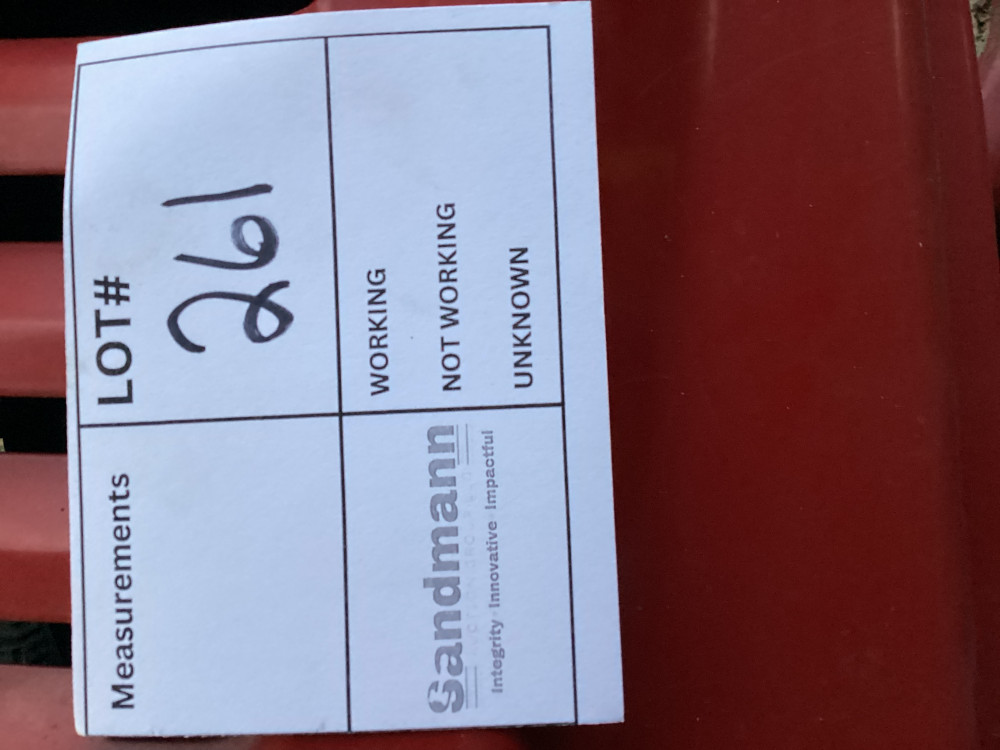 Measurements
LOT#
261
Sandmann
Integrity Innovative Impactful
WORKING
NOT WORKING
UNKNOWN